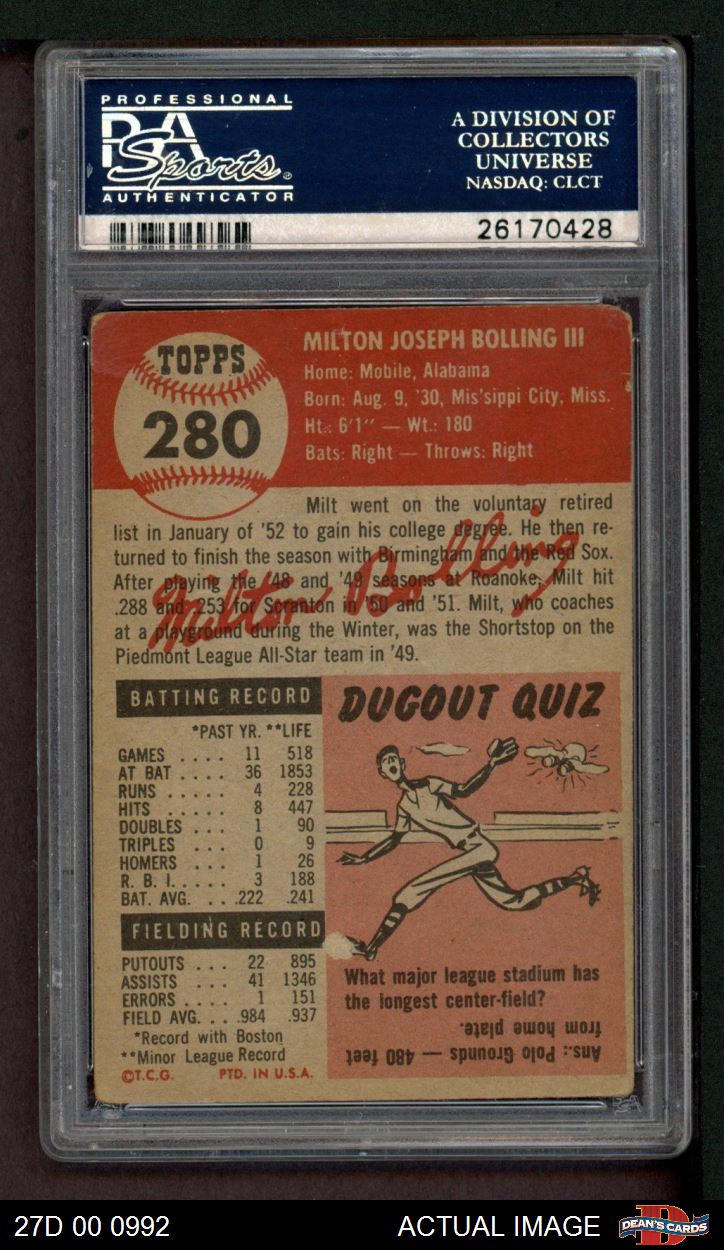 PROFESSIONAL
PSA
Sports
AUTHENTICATOR
A DIVISION OF
COLLECTORS
UNIVERSE
NASDAQ: CLCT
26170428
TOPPS
280
MILTON JOSEPH BOLLING III
Home: Mobile, Alabama
Born: Aug. 9, '30, Mis'sippi City, Miss.
Ht.: 6'1'' — Wt.: 180
Bats: Right — Throws: Right
Milt went on the voluntary retired
list in January of '52 to gain his college degree. He then re-
turned to finish the season with Birmingham and the Red Sox.
After playing the '48 and '49 seasons at Roanoke, Milt hit
.288 and .253 for Scranton in '50 and '51. Milt, who coaches
at a playground during the Winter, was the Shortstop on the
Piedmont League All-Star team in '49.
Milton Bolling
BATTING RECORD
*PAST YR. **LIFE
GAMES .... 11 518
AT BAT .... 36 1853
RUNS ..... 4 228
HITS ..... 8 447
DOUBLES ... 1 90
TRIPLES ... 0 9
HOMERS ... 1 26
R. B. I. .... 3 188
BAT. AVG. ... .222 .241
FIELDING RECORD
PUTOUTS ... 22 895
ASSISTS ... 41 1346
ERRORS .... 1 151
FIELD AVG. ... .984 .937
*Record with Boston
**Minor League Record
©T.C.G. PTD. IN U.S.A.
DUGOUT QUIZ
What major league stadium has
the longest center-field?
Ans.: Polo Grounds — 480 feet
from home plate.
27D 00 0992
ACTUAL IMAGE
D
DEAN'S CARDS